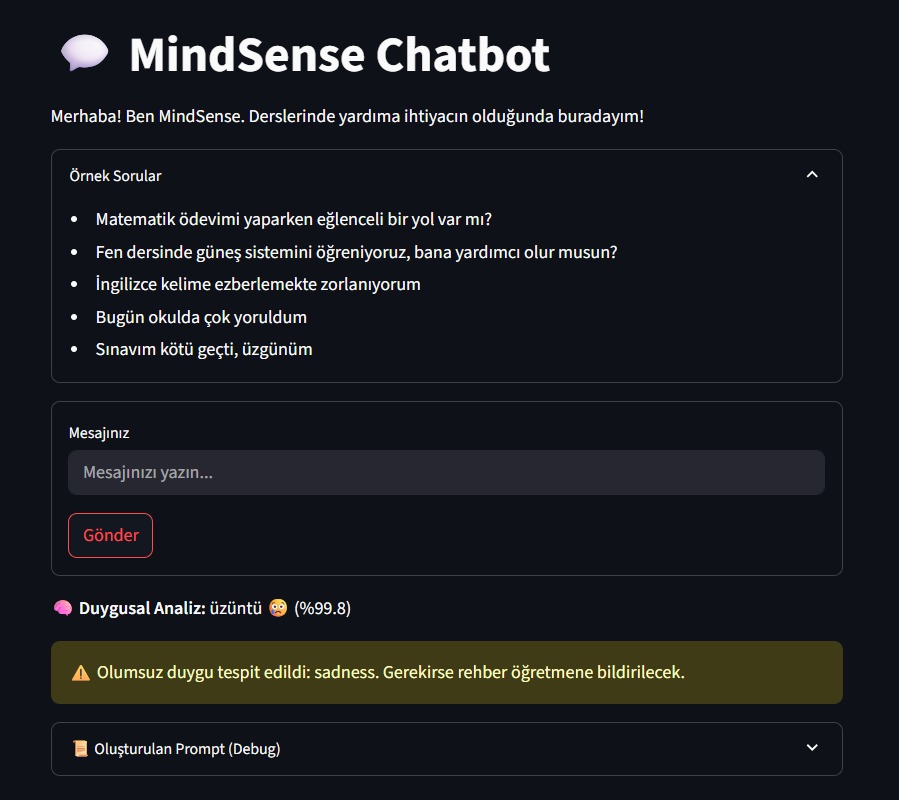 MindSense Chatbot
Merhaba! Ben MindSense. Derslerinde yardıma ihtiyacın olduğunda buradayım!
Örnek Sorular
• Matematik ödevimi yaparken eğlenceli bir yol var mı?
• Fen dersinde güneş sistemini öğreniyoruz, bana yardımcı olur musun?
• İngilizce kelime ezberlemekte zorlanıyorum
• Bugün okulda çok yoruldum
• Sınavım kötü geçti, üzgünüm
Mesajınız
Mesajınızı yazın...
Gönder
🧠 Duygusal Analiz: üzüntü 😢 (%99.8)
⚠️ Olumsuz duygu tespit edildi: sadness. Gerekirse rehber öğretmene bildirilecek.
📜 Oluşturulan Prompt (Debug)